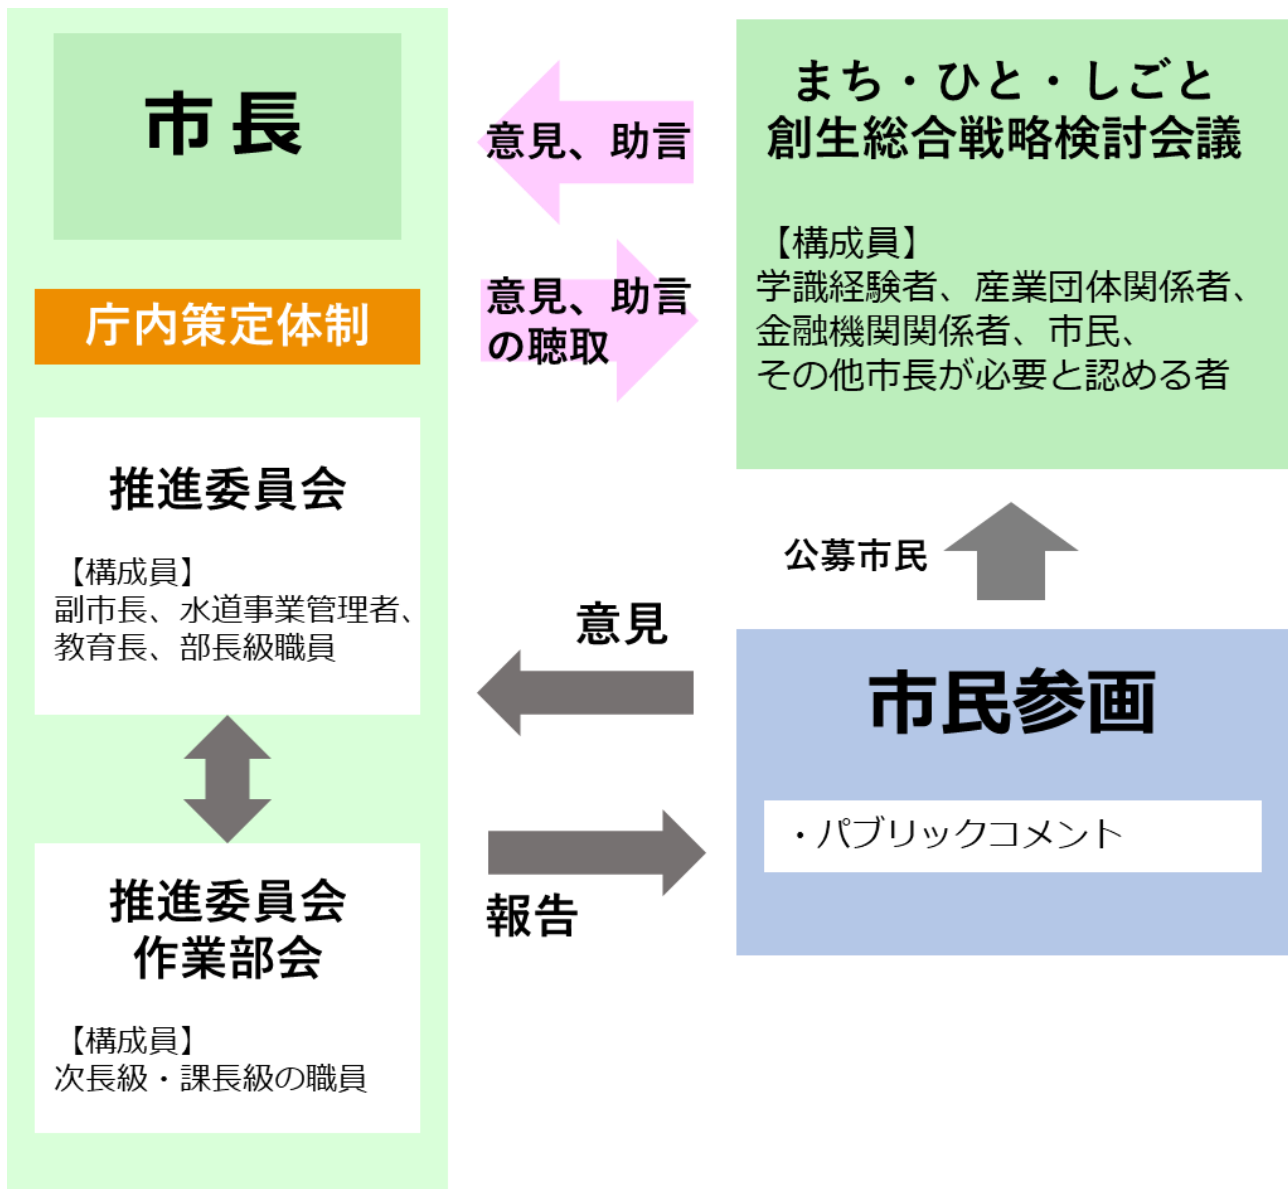 市長
庁内策定体制
推進委員会
【構成員】
副市長、水道事業管理者、
教育長、部長級職員
推進委員会
作業部会
【構成員】
次長級・課長級の職員
意見、助言
意見、助言
の聴取
意見
報告
まち・ひと・しごと
創生総合戦略検討会議
【構成員】
学識経験者、産業団体関係者、
金融機関関係者、市民、
その他市長が必要と認める者
公募市民
市民参画
・パブリックコメント